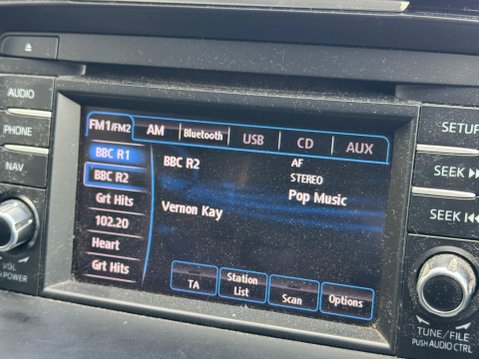 AUDIO
PHONE
NAV
VOL
POWER
FM1/FM2 AM Bluetooth USB CD AUX
BBC R1
BBC R2
Grt Hits
102.20
Heart
Grt Hits
BBC R2
AF
STEREO
Pop Music
Vernon Kay
TA
Station
List
Scan
Options
SETUP
SEEK
SEEK
TUNE/FILE
PUSH AUDIO CTRL